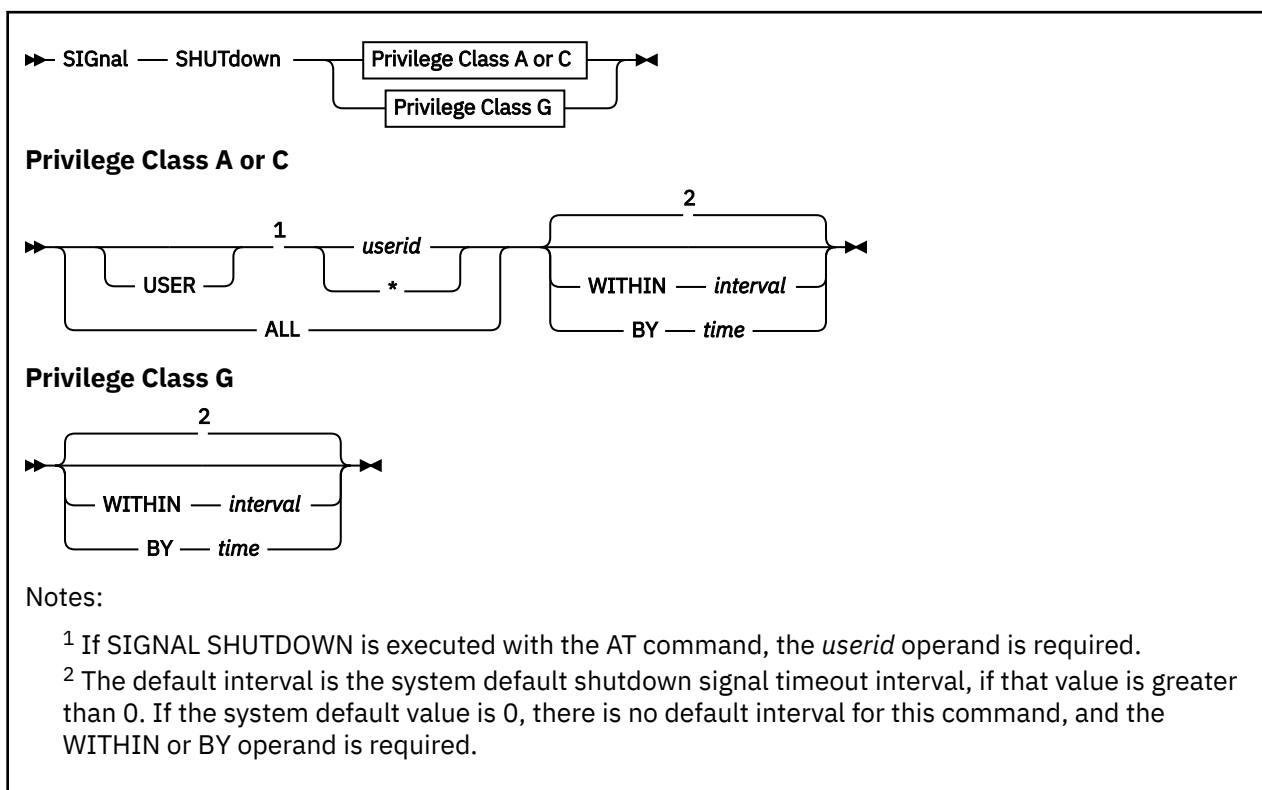 SIGnal SHUTdown Privilege Class A or C
Privilege Class G
Privilege Class A or C
2
1
userid
USER * WITHIN interval
ALL BY time
Privilege Class G
2
WITHIN interval
BY time
Notes:
1 If SIGNAL SHUTDOWN is executed with the AT command, the userid operand is required.
2 The default interval is the system default shutdown signal timeout interval, if that value is greater
than 0. If the system default value is 0, there is no default interval for this command, and the
WITHIN or BY operand is required.